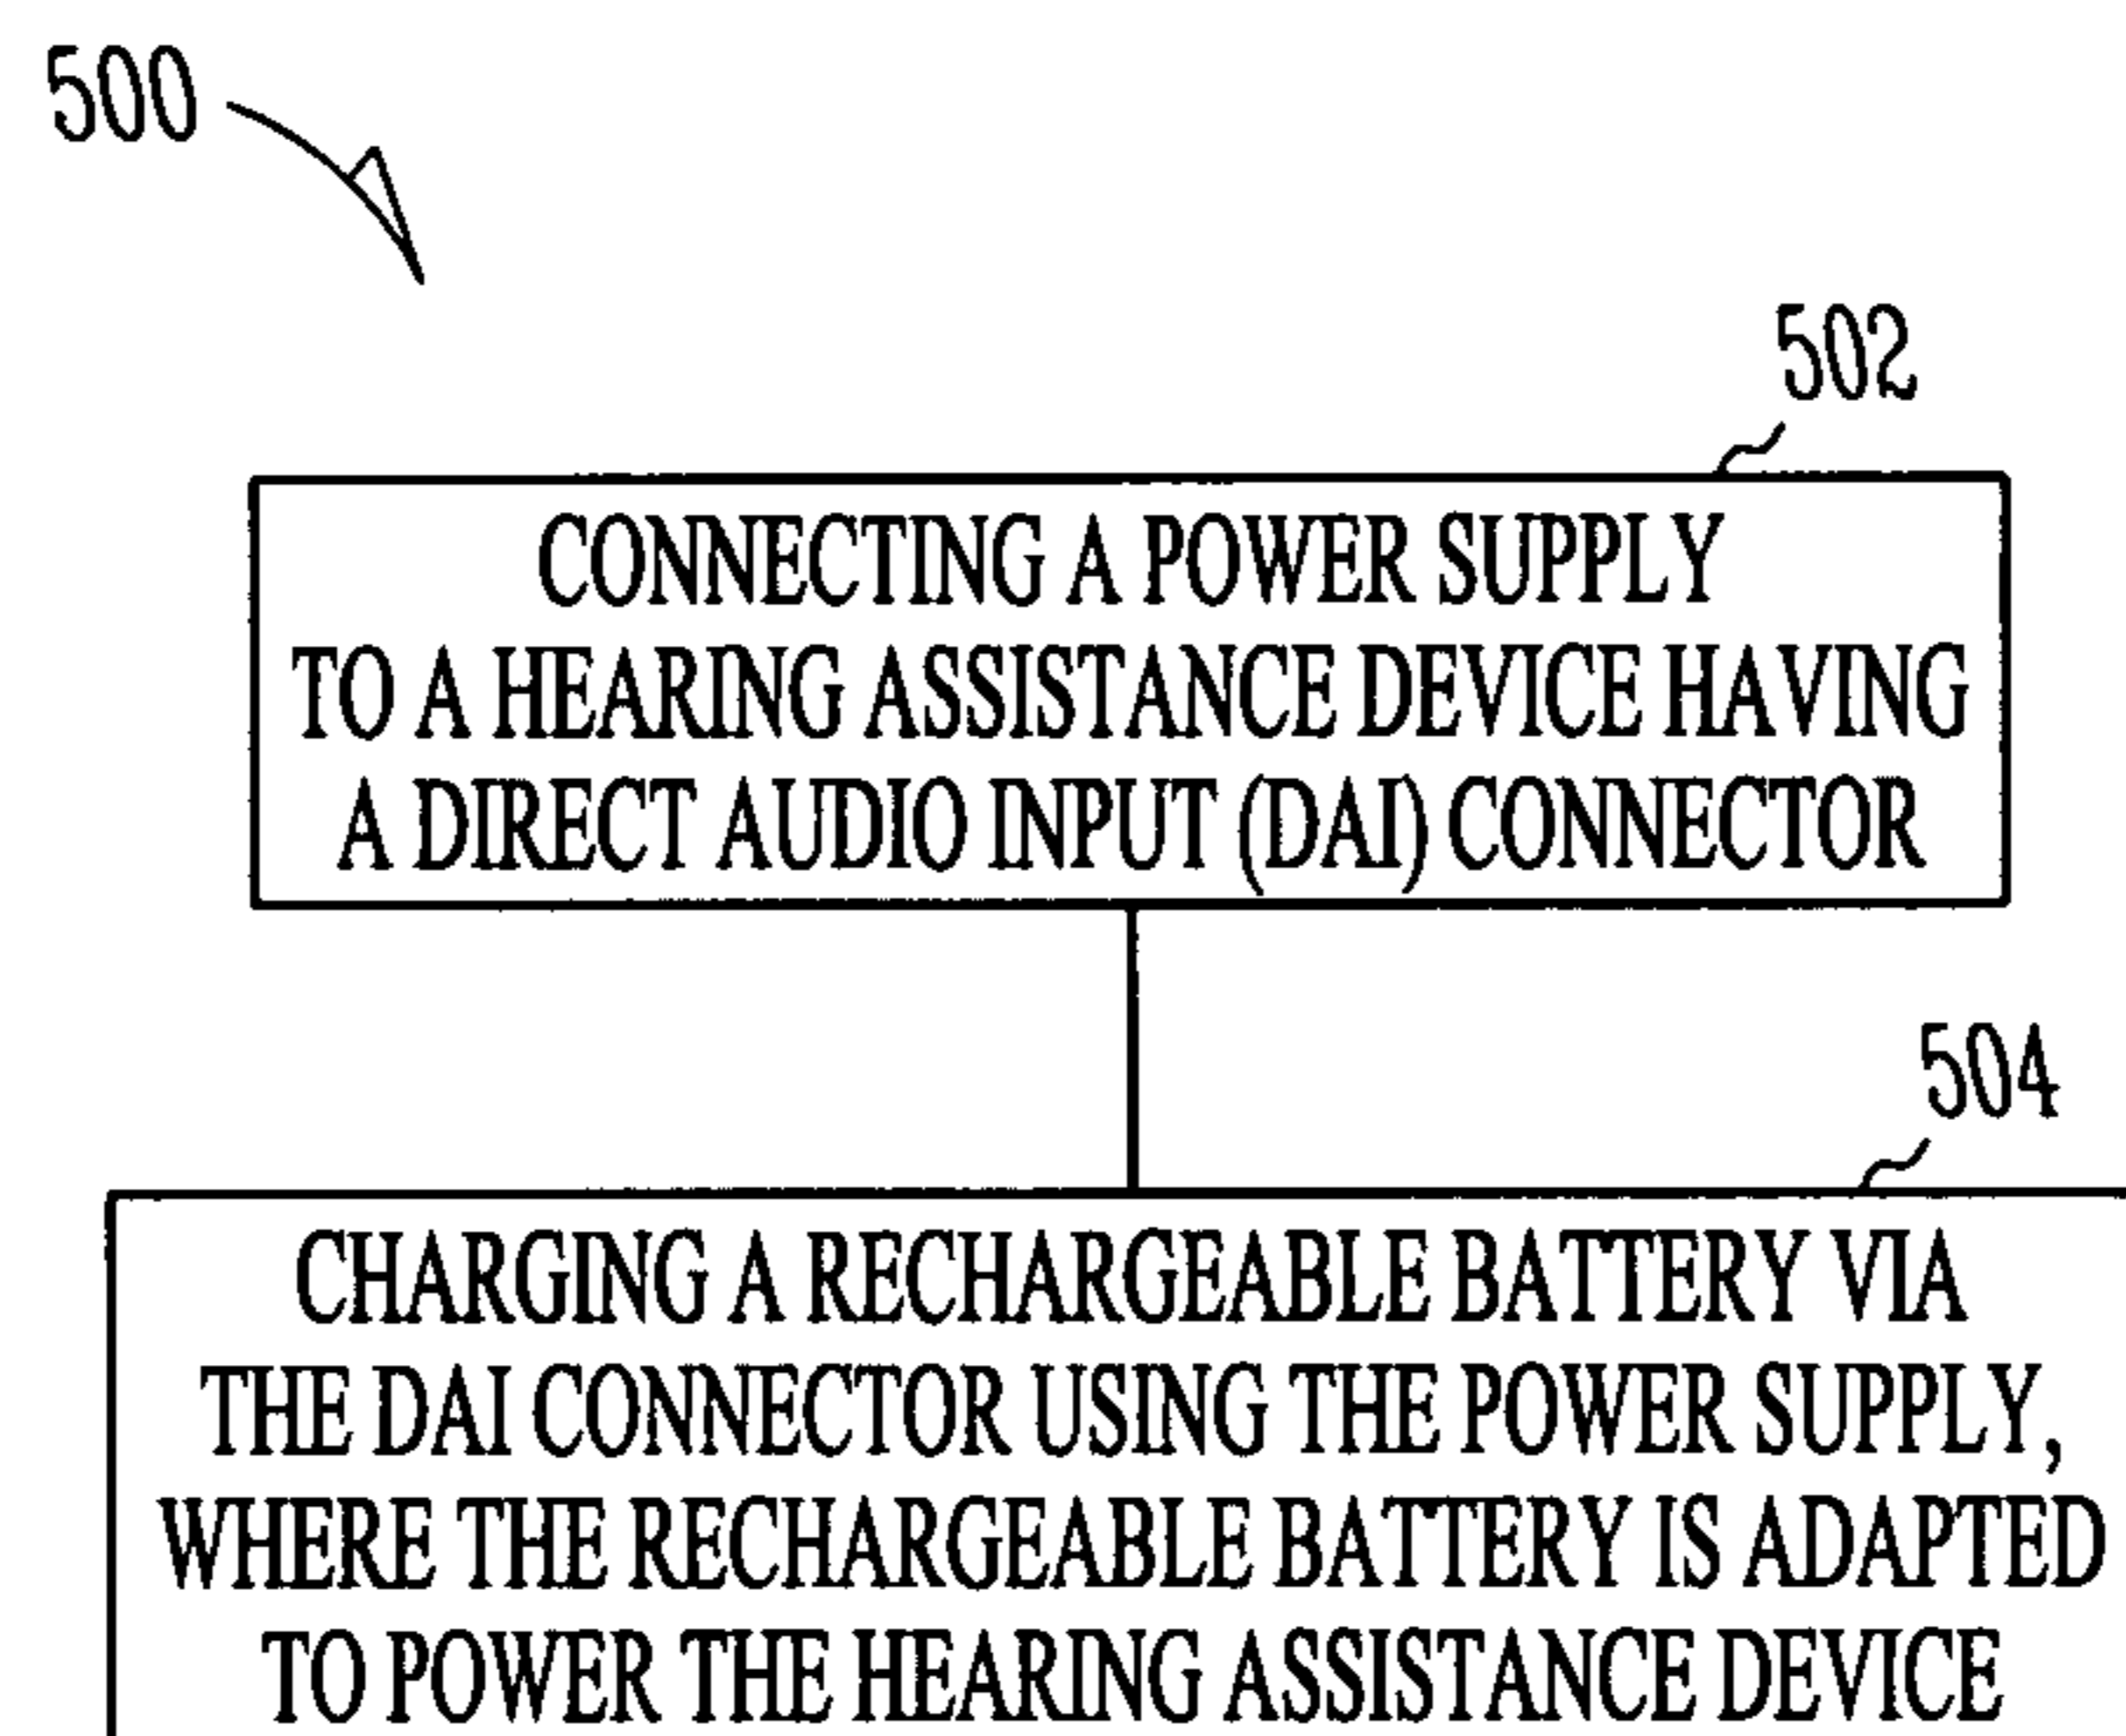 500
502
CONNECTING A POWER SUPPLY
TO A HEARING ASSISTANCE DEVICE HAVING
A DIRECT AUDIO INPUT (DAI) CONNECTOR
504
CHARGING A RECHARGEABLE BATTERY VIA
THE DAI CONNECTOR USING THE POWER SUPPLY,
WHERE THE RECHARGEABLE BATTERY IS ADAPTED
TO POWER THE HEARING ASSISTANCE DEVICE